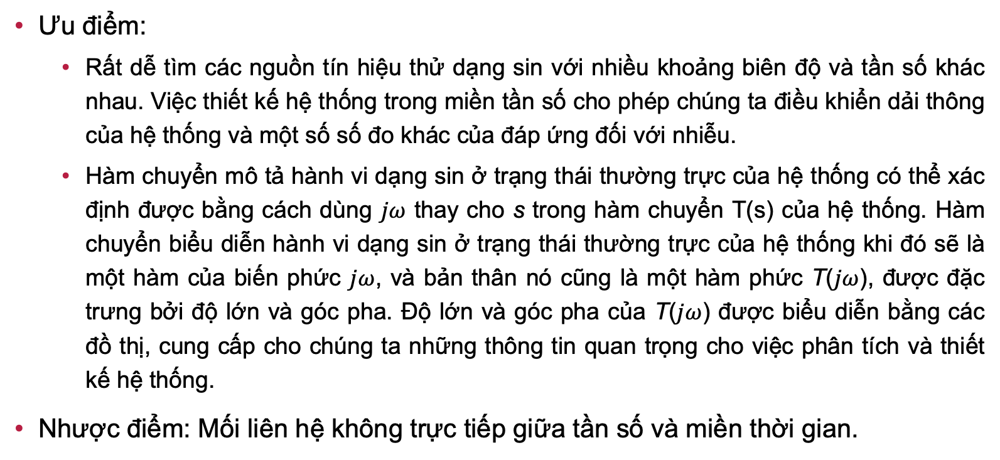 • Ưu điểm:
• Rất dễ tìm các nguồn tín hiệu thử dạng sin với nhiều khoảng biên độ và tần số khác
nhau. Việc thiết kế hệ thống trong miền tần số cho phép chúng ta điều khiển dải thông
của hệ thống và một số số đo khác của đáp ứng đối với nhiễu.
• Hàm chuyển mô tả hành vi dạng sin ở trạng thái thường trực của hệ thống có thể xác
định được bằng cách dùng jω thay cho s trong hàm chuyển T(s) của hệ thống. Hàm
chuyển biểu diễn hành vi dạng sin ở trạng thái thường trực của hệ thống khi đó sẽ là
một hàm của biến phức jω, và bản thân nó cũng là một hàm phức T(jω), được đặc
trưng bởi độ lớn và góc pha. Độ lớn và góc pha của T(jω) được biểu diễn bằng các
đồ thị, cung cấp cho chúng ta những thông tin quan trọng cho việc phân tích và thiết
kế hệ thống.
• Nhược điểm: Mối liên hệ không trực tiếp giữa tần số và miền thời gian.